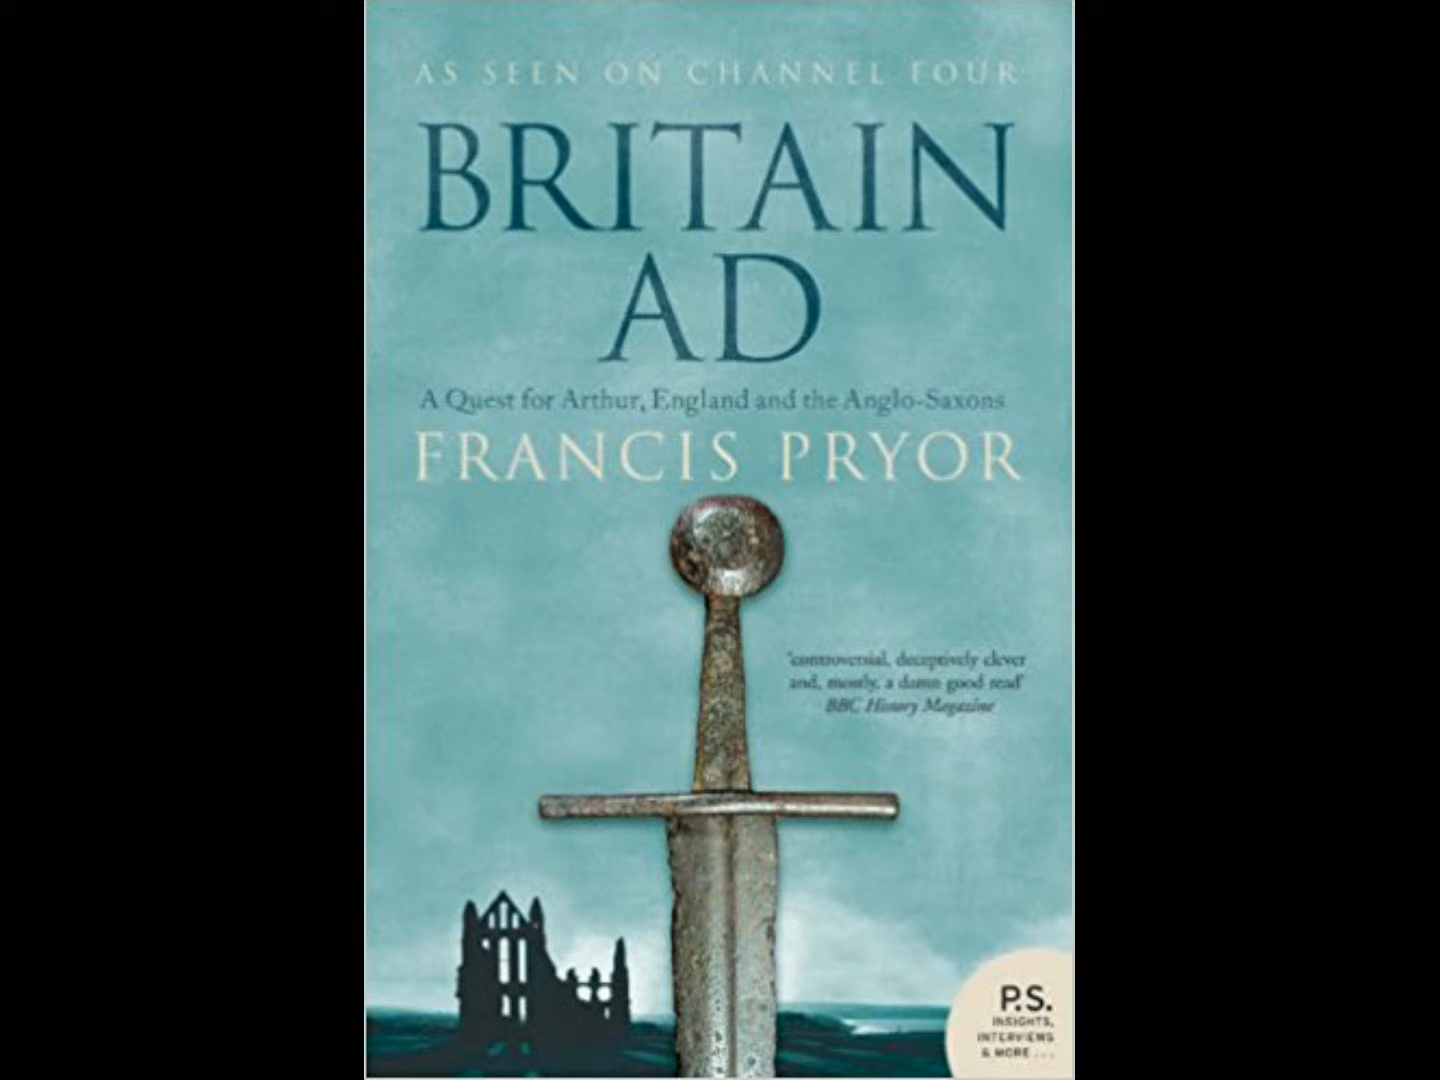 AS SEEN ON CHANNEL FOUR
BRITAIN
AD
A Quest for Arthur, England and the Anglo-Saxons
FRANCIS PRYOR
'controversial, deceptively clever
and, mostly, a damn good read'
BBC History Magazine
P.S.
INSIGHTS,
INTERVIEWS
& MORE . . .